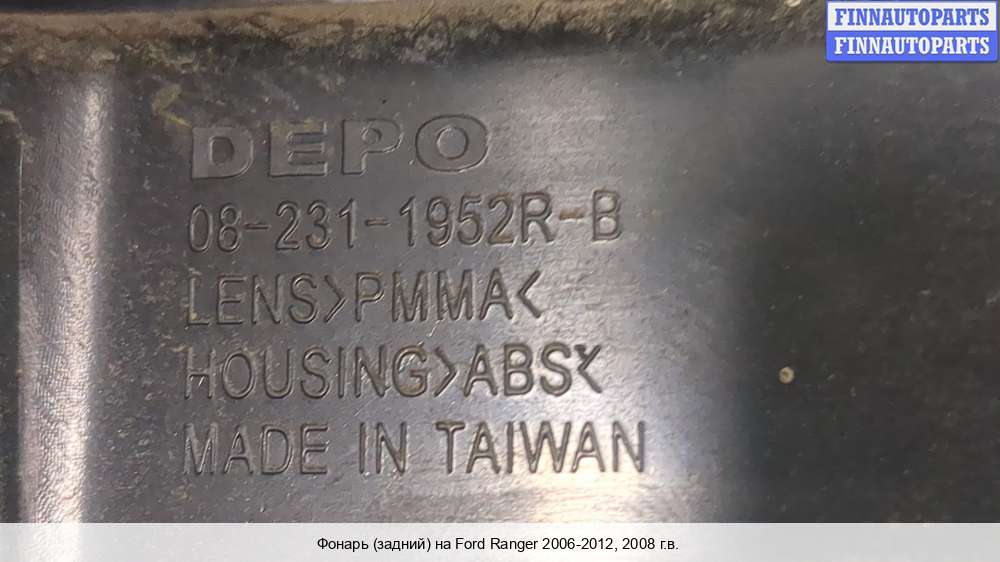 FINNAUTOPARTS
FINNAUTOPARTS
DEPO
08-231-1952R-B
LENS>PMMA<
HOUSING>ABS<
MADE IN TAIWAN
Фонарь (задний) на Ford Ranger 2006-2012, 2008 г.в.